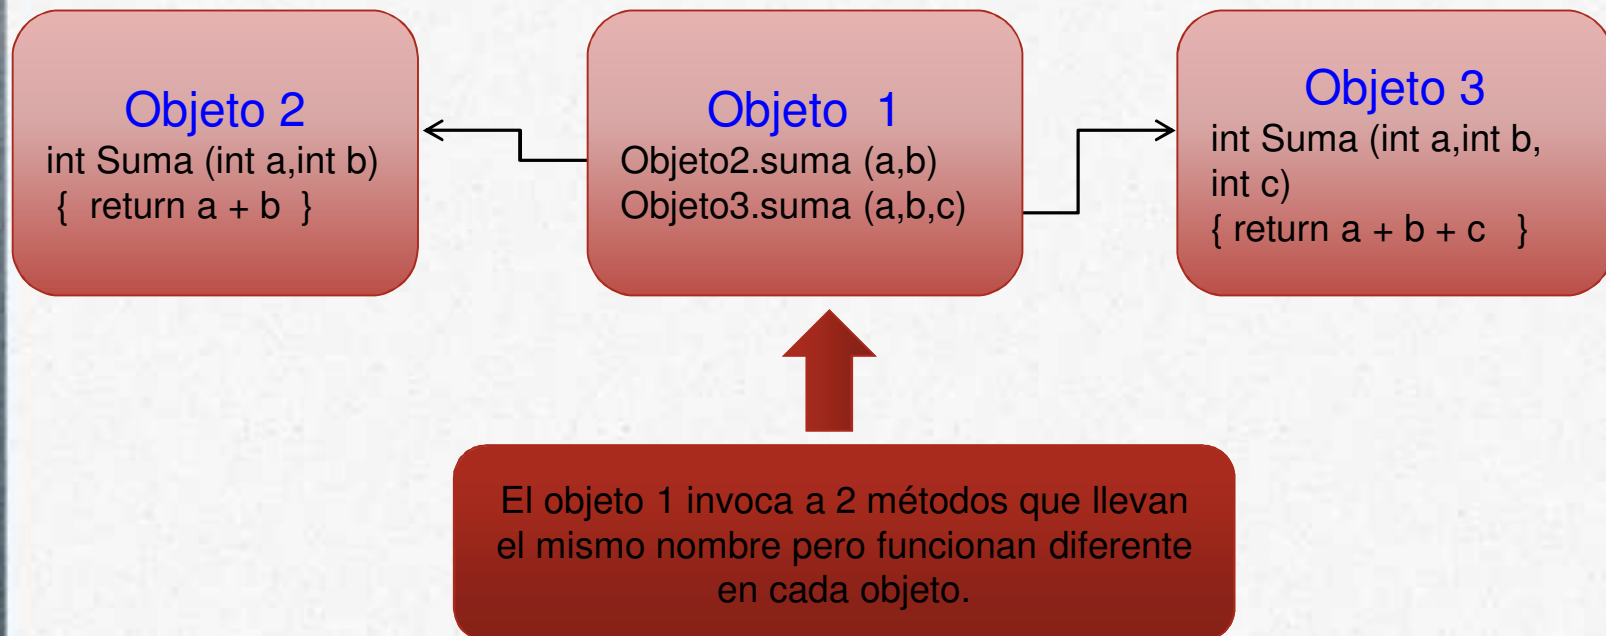 Objeto 2
int Suma (int a,int b)
{ return a + b }
Objeto 1
Objeto2.suma (a,b)
Objeto3.suma (a,b,c)
Objeto 3
int Suma (int a,int b,
int c)
{ return a + b + c }
El objeto 1 invoca a 2 métodos que llevan
el mismo nombre pero funcionan diferente
en cada objeto.